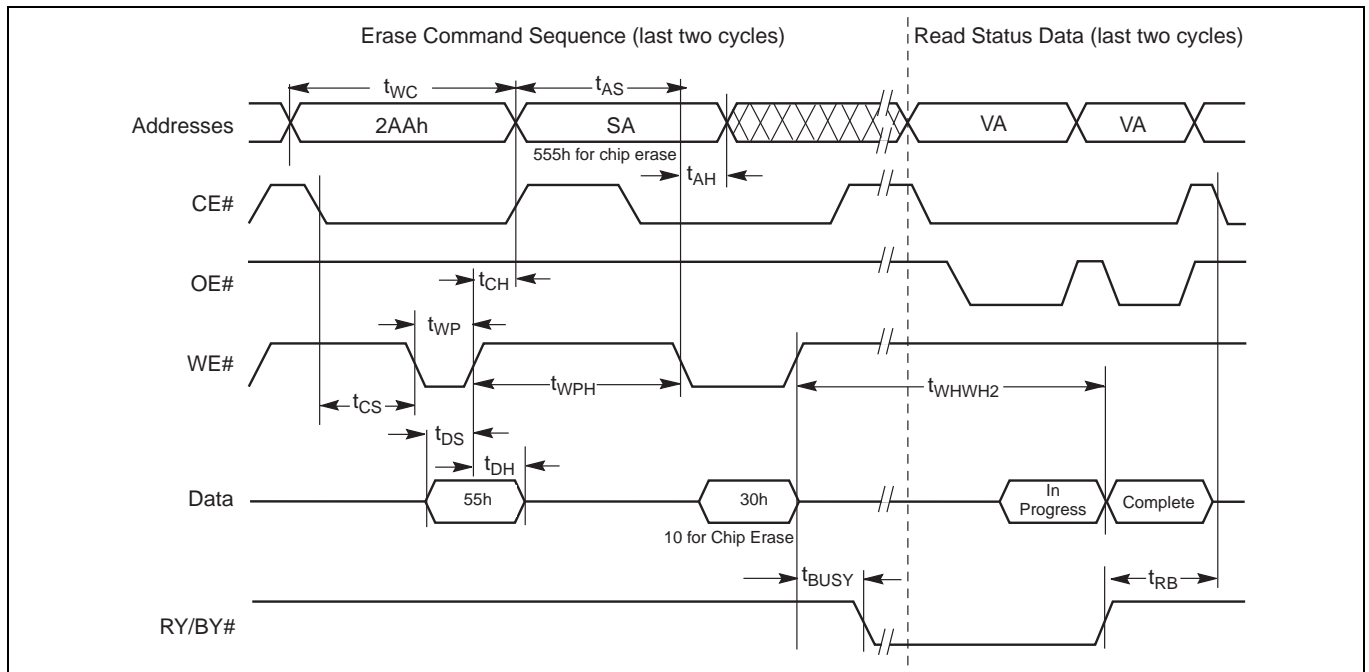 Erase Command Sequence (last two cycles)
Read Status Data (last two cycles)
tWC
tAS
Addresses
2AAh
SA
VA
VA
555h for chip erase
tAH
CE#
OE#
tCH
tWP
WE#
tWPH
tWHWH2
tCS
tDS
tDH
Data
55h
30h
In
Progress
Complete
10 for Chip Erase
tBUSY
tRB
RY/BY#